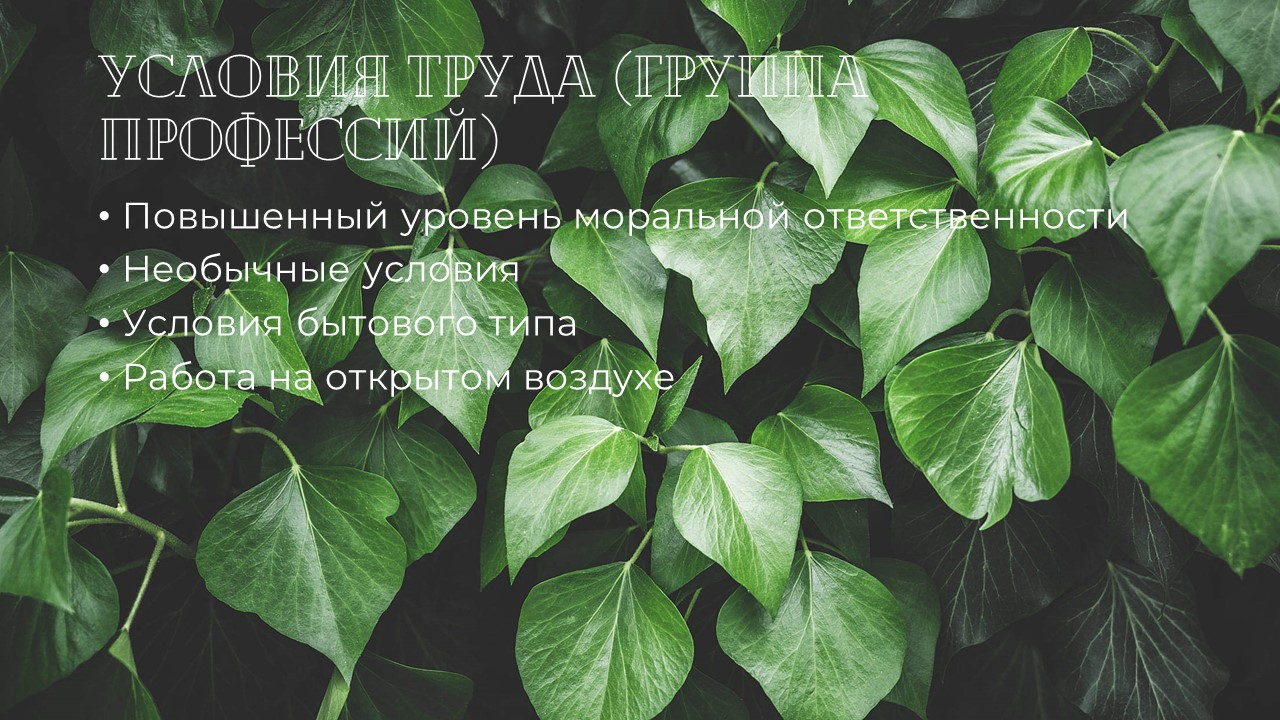 УСЛОВИЯ ТРУДА (ГРУППА
ПРОФЕССИЙ)
• Повышенный уровень моральной ответственности
• Необычные условия
• Условия бытового типа
• Работа на открытом воздухе